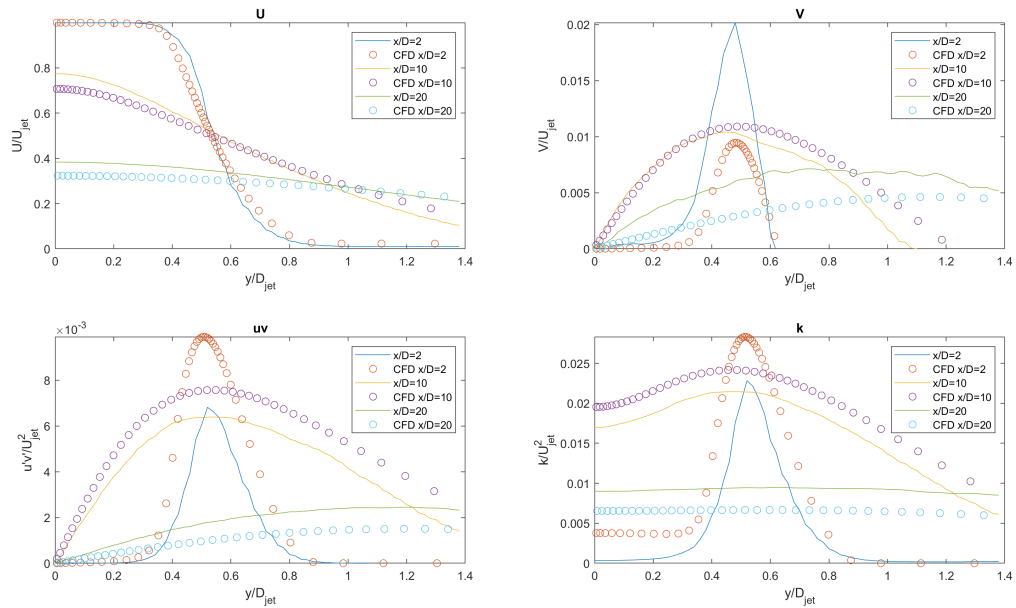 U
U/U_jet
0.8
0.6
0.4
0.2
0
0 0.2 0.4 0.6 0.8 1 1.2 1.4
y/D_jet
x/D=2
CFD x/D=2
x/D=10
CFD x/D=10
x/D=20
CFD x/D=20
V
V/U_jet
0.02
0.015
0.01
0.005
0
0 0.2 0.4 0.6 0.8 1 1.2 1.4
y/D_jet
x/D=2
CFD x/D=2
x/D=10
CFD x/D=10
x/D=20
CFD x/D=20
uv
×10^-3
u'v'/U²_jet
8
6
4
2
0
0 0.2 0.4 0.6 0.8 1 1.2 1.4
y/D_jet
x/D=2
CFD x/D=2
x/D=10
CFD x/D=10
x/D=20
CFD x/D=20
k
k/U²_jet
0.025
0.02
0.015
0.01
0.005
0
0 0.2 0.4 0.6 0.8 1 1.2 1.4
y/D_jet
x/D=2
CFD x/D=2
x/D=10
CFD x/D=10
x/D=20
CFD x/D=20